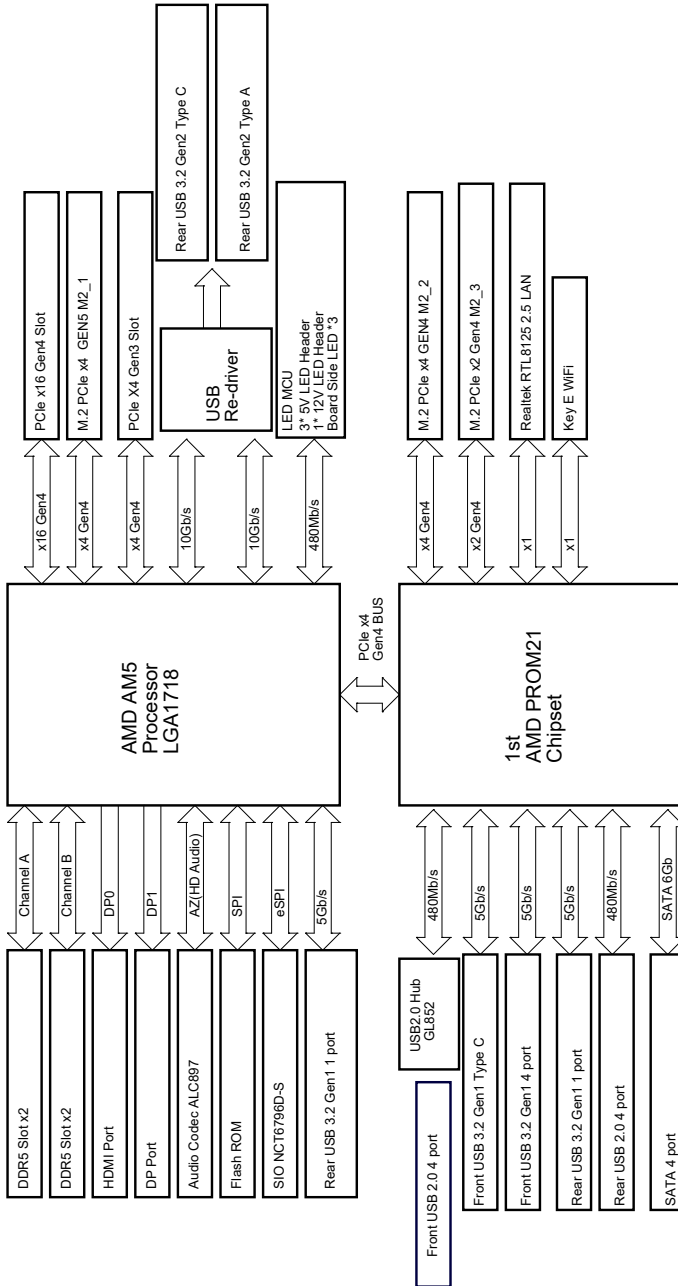 DDR5 Slot x2
DDR5 Slot x2
HDMI Port
DP Port
Audio Codec ALC897
Flash ROM
SIO NCT6796D-S
Rear USB 3.2 Gen1 1 port
Channel A
Channel B
DP0
DP1
AZ(HD Audio)
SPI
eSPI
5Gb/s
AMD AM5
Processor
LGA1718
x16 Gen4
x4 Gen4
x4 Gen4
10Gb/s
10Gb/s
480Mb/s
PCIe x16 Gen4 Slot
M.2 PCIe x4 GEN5 M2_1
PCIe X4 Gen3 Slot
USB
Re-driver
Rear USB 3.2 Gen2 Type C
Rear USB 3.2 Gen2 Type A
LED MCU
3* 5V LED Header
1* 12V LED Header
Board Side LED *3
PCIe x4
Gen4 BUS
Front USB 2.0 4 port
USB2.0 Hub
GL852
Front USB 3.2 Gen1 Type C
Front USB 3.2 Gen1 4 port
Rear USB 3.2 Gen1 1 port
Rear USB 2.0 4 port
SATA 4 port
480Mb/s
5Gb/s
5Gb/s
5Gb/s
480Mb/s
SATA 6Gb
1st
AMD PROM21
Chipset
x4 Gen4
x2 Gen4
x1
x1
M.2 PCIe x4 GEN4 M2_2
M.2 PCIe x2 Gen4 M2_3
Realtek RTL8125 2.5 LAN
Key E WiFi